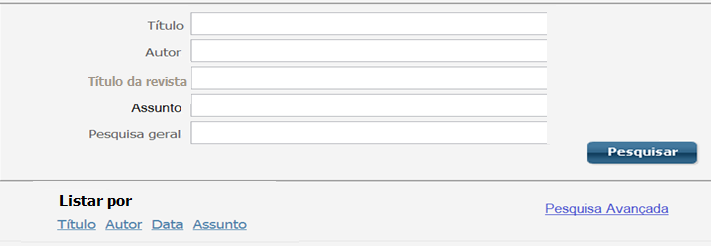 Título
Autor
Título da revista
Assunto
Pesquisa geral
Pesquisar
Listar por
Pesquisa Avançada
Título Autor Data Assunto